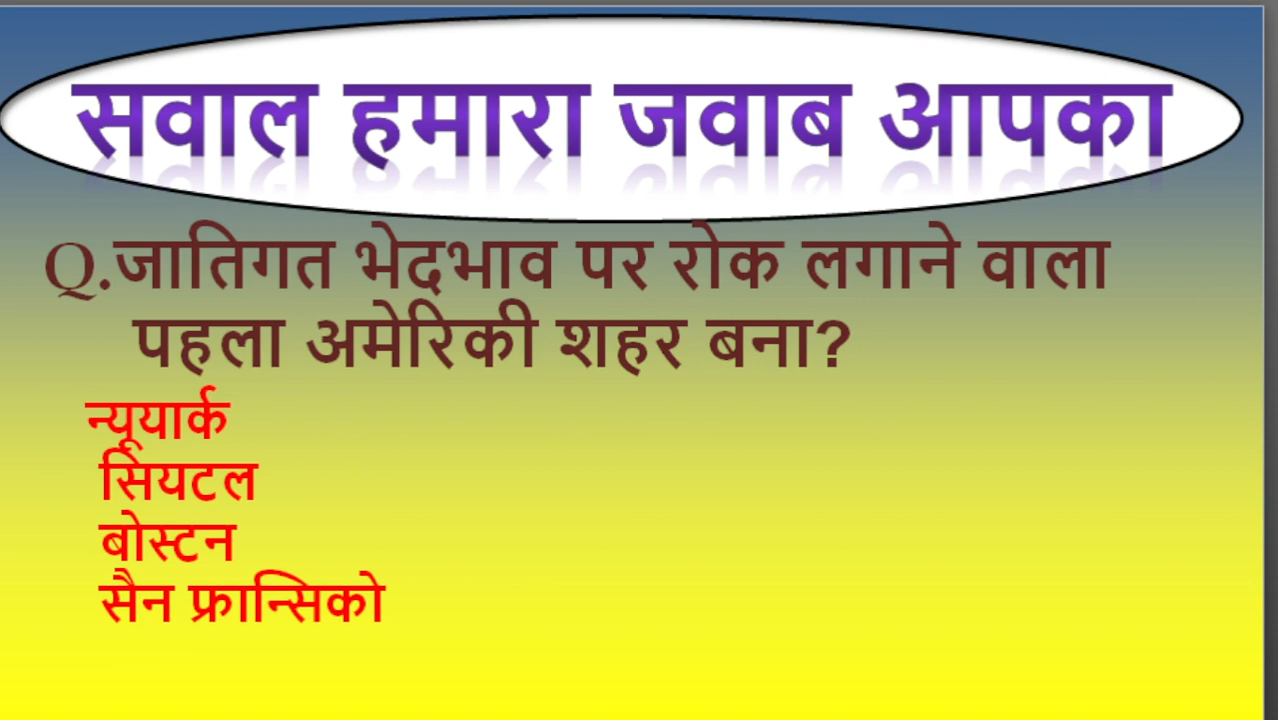 सवाल हमारा जवाब आपका
Q.जातिगत भेदभाव पर रोक लगाने वाला
पहला अमेरिकी शहर बना?
न्यूयार्क
सियटल
बोस्टन
सैन फ्रान्सिको